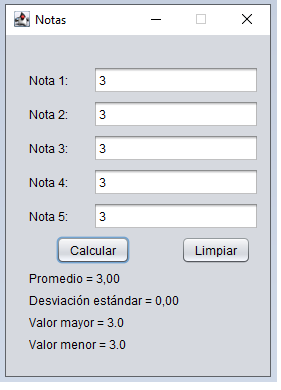 Notas
Nota 1: 3
Nota 2: 3
Nota 3: 3
Nota 4: 3
Nota 5: 3
Calcular Limpiar
Promedio = 3,00
Desviación estándar = 0,00
Valor mayor = 3.0
Valor menor = 3.0